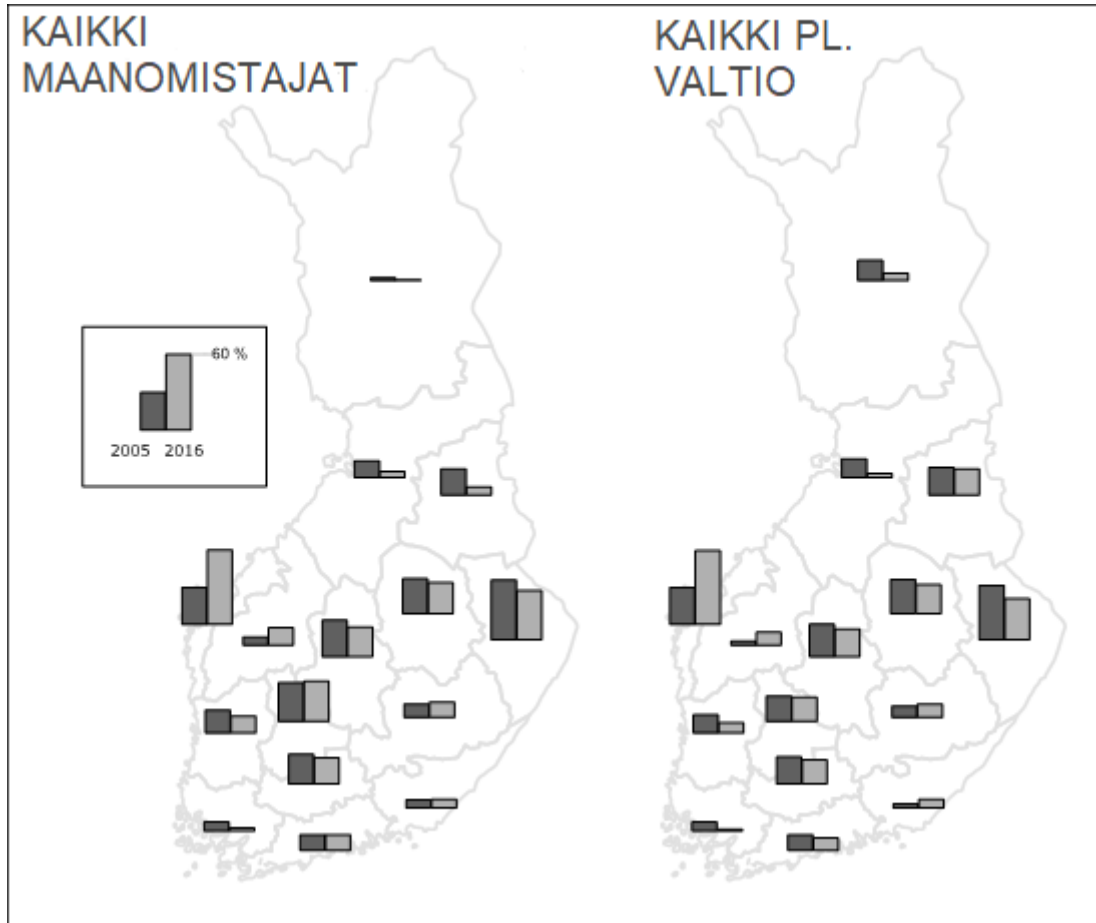 KAIKKI
MAANOMISTAJAT
KAIKKI PL.
VALTIO
60 %
2005 2016